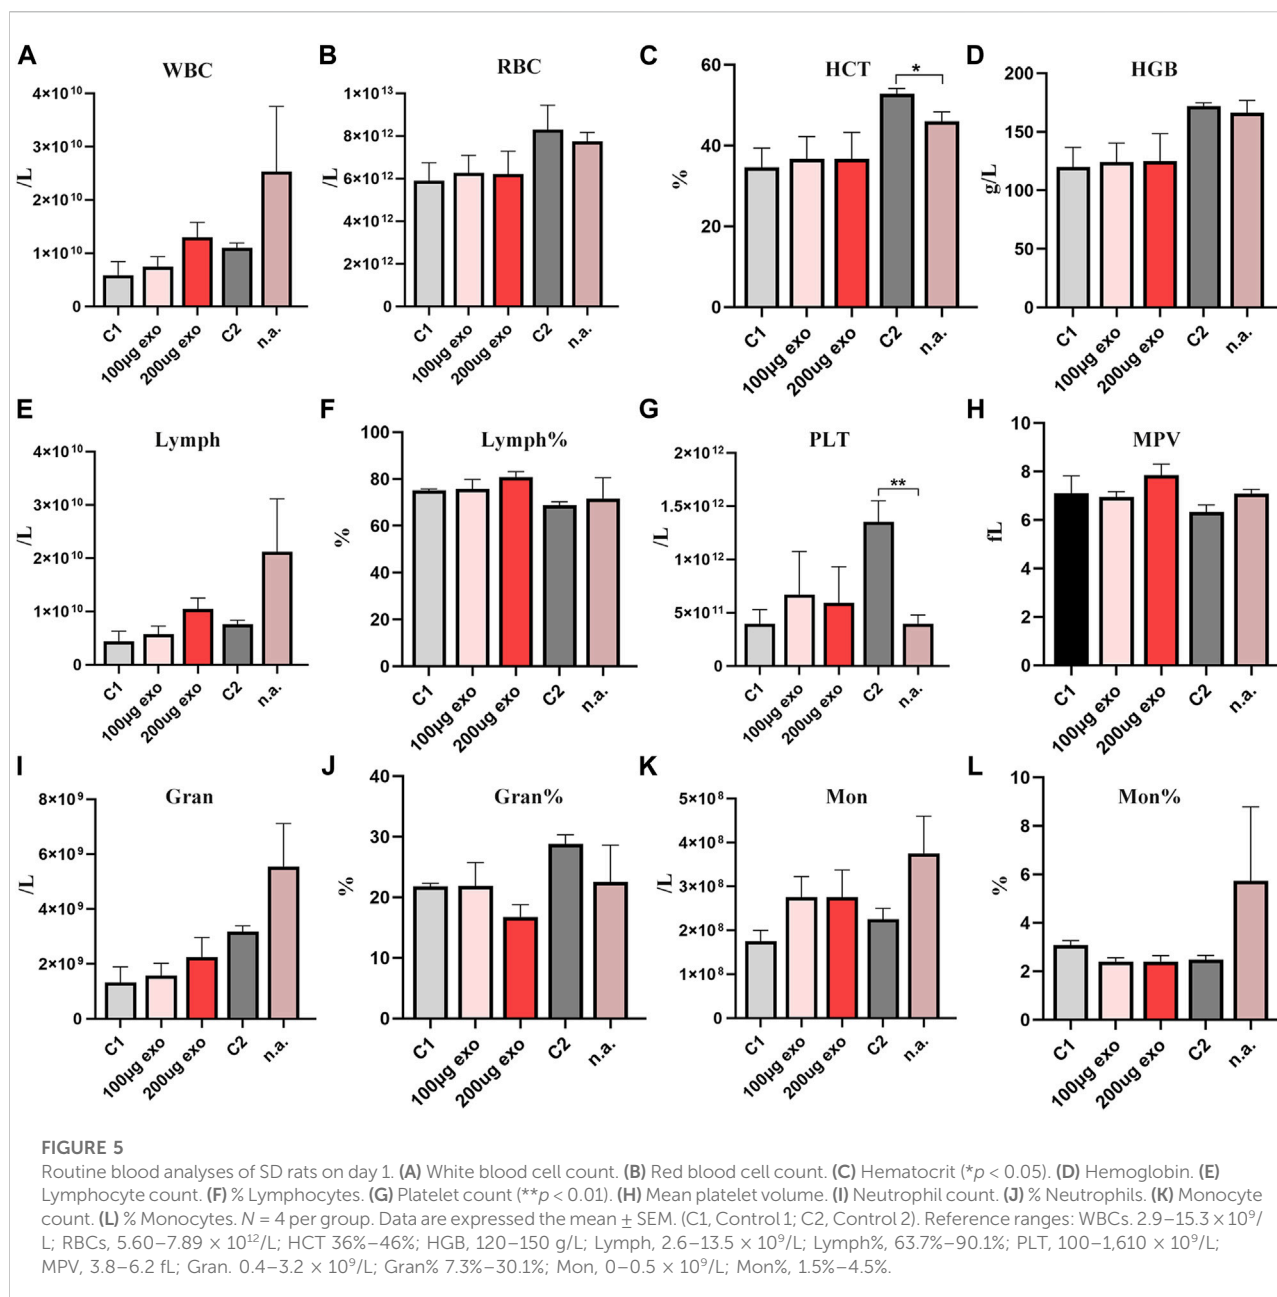 A
WBC
4×10¹⁰
3×10¹⁰
2×10¹⁰
1×10¹⁰
0
/L
C1
100µg exo
200ug exo
C2
n.a.
B
RBC
1×10¹³
8×10¹²
6×10¹²
4×10¹²
2×10¹²
0
/L
C1
100µg exo
200ug exo
C2
n.a.
C
HCT
*
60
40
20
0
%
C1
100µg exo
200ug exo
C2
n.a.
D
HGB
200
150
100
50
0
g/L
C1
100µg exo
200ug exo
C2
n.a.
E
Lymph
4×10¹⁰
3×10¹⁰
2×10¹⁰
1×10¹⁰
0
/L
C1
100µg exo
200ug exo
C2
n.a.
F
Lymph%
100
80
60
40
20
0
%
C1
100µg exo
200ug exo
C2
n.a.
G
PLT
**
2×10¹²
1.5×10¹²
1×10¹²
5×10¹¹
0
/L
C1
100µg exo
200ug exo
C2
n.a.
H
MPV
10
8
6
4
2
0
fL
C1
100µg exo
200ug exo
C2
n.a.
I
Gran
8×10⁹
6×10⁹
4×10⁹
2×10⁹
0
/L
C1
100µg exo
200ug exo
C2
n.a.
J
Gran%
40
30
20
10
0
%
C1
100µg exo
200ug exo
C2
n.a.
K
Mon
5×10⁸
4×10⁸
3×10⁸
2×10⁸
1×10⁸
0
/L
C1
100µg exo
200ug exo
C2
n.a.
L
Mon%
10
8
6
4
2
0
%
C1
100µg exo
200ug exo
C2
n.a.
FIGURE 5
Routine blood analyses of SD rats on day 1. (A) White blood cell count. (B) Red blood cell count. (C) Hematocrit (*p < 0.05). (D) Hemoglobin. (E)
Lymphocyte count. (F) % Lymphocytes. (G) Platelet count (**p < 0.01). (H) Mean platelet volume. (I) Neutrophil count. (J) % Neutrophils. (K) Monocyte
count. (L) % Monocytes. N = 4 per group. Data are expressed the mean ± SEM. (C1, Control 1; C2, Control 2). Reference ranges: WBCs. 2.9–15.3 × 10⁹/
L; RBCs, 5.60–7.89 × 10¹²/L; HCT 36%–46%; HGB, 120–150 g/L; Lymph, 2.6–13.5 × 10⁹/L; Lymph%, 63.7%–90.1%; PLT, 100–1,610 × 10⁹/L;
MPV, 3.8–6.2 fL; Gran. 0.4–3.2 × 10⁹/L; Gran% 7.3%–30.1%; Mon, 0–0.5 × 10⁹/L; Mon%, 1.5%–4.5%.